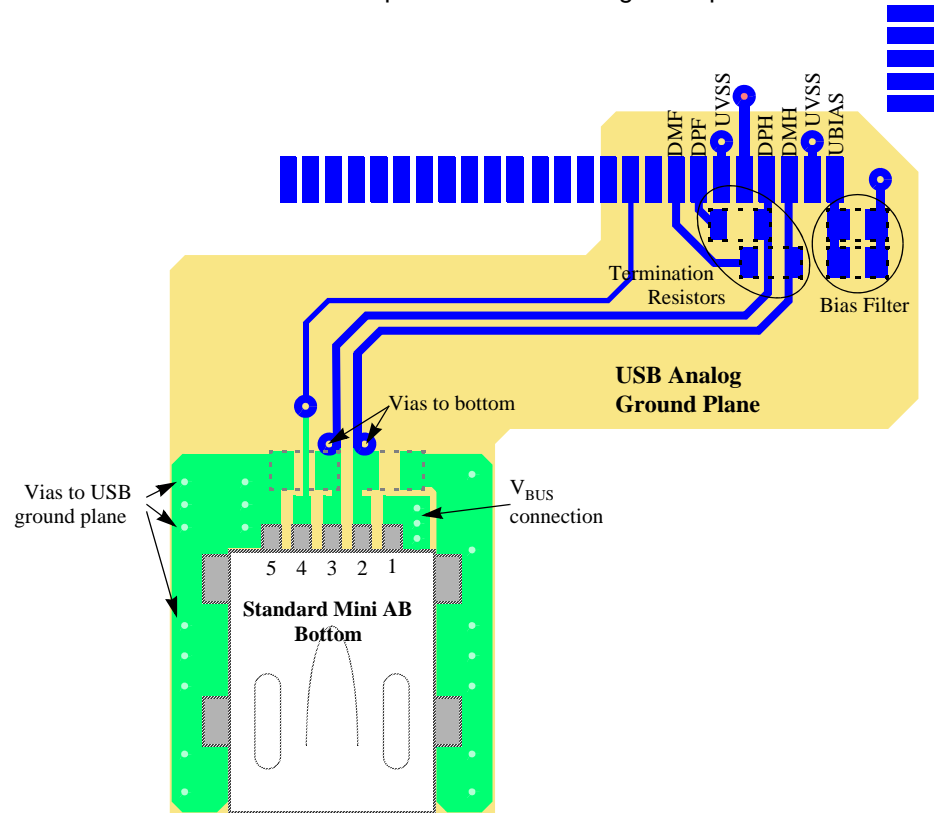 DMF
DPF
UVSS
DPH
DMH
UVSS
UBIAS
Termination
Resistors
Bias Filter
USB Analog
Ground Plane
Vias to bottom
Vias to USB
ground plane
VBUS
connection
5 4 3 2 1
Standard Mini AB
Bottom